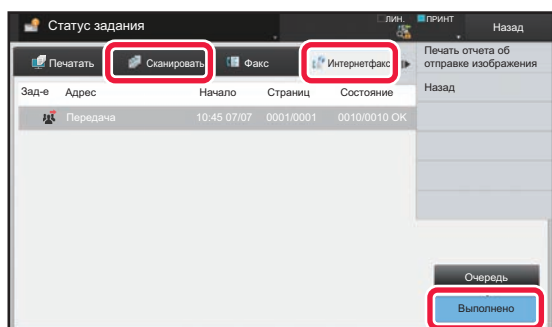 Статус задания
ЛИН.
ПРИНТ
Назад
Печатать
Сканировать
Факс
Интернетфакс
Печать отчета об
отправке изображения
Зад-е Адрес Начало Страниц Состояние
Назад
Передача 10:45 07/07 0001/0001 0010/0010 OK
Очередь
Выполнено